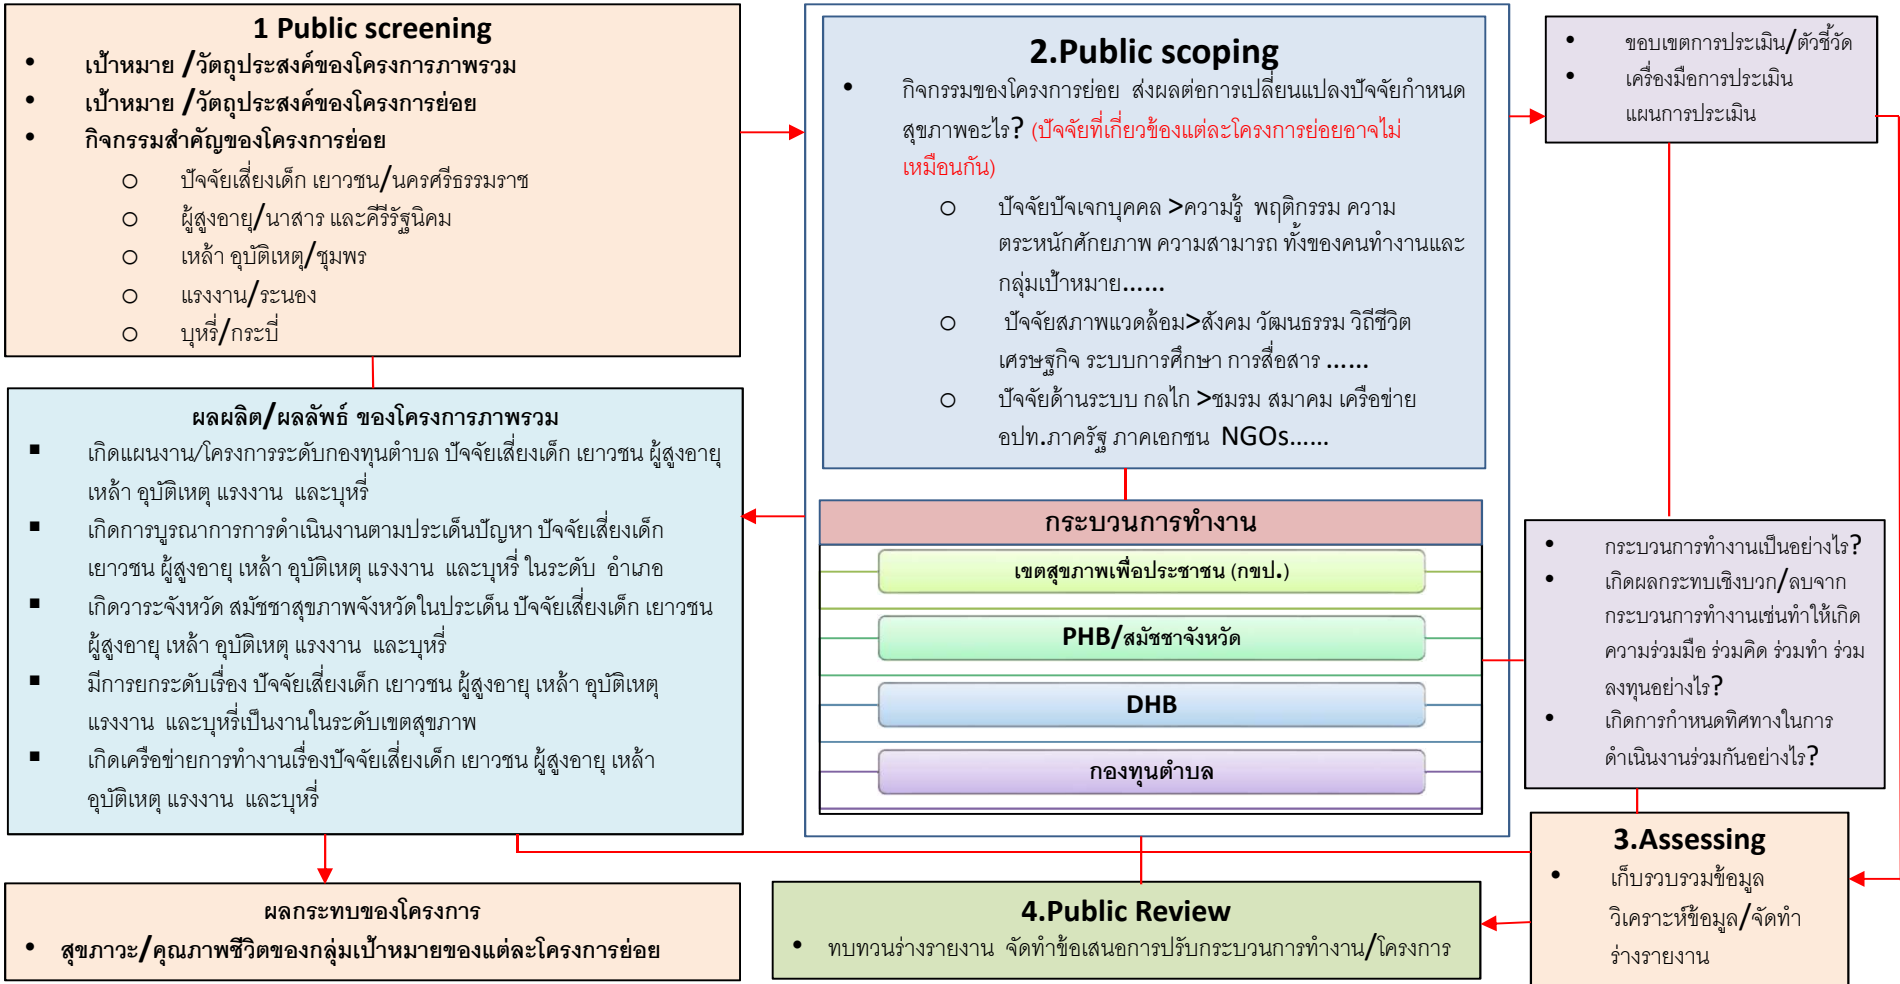 1 Public screening
• เป้าหมาย /วัตถุประสงค์ของโครงการภาพรวม
• เป้าหมาย /วัตถุประสงค์ของโครงการย่อย
• กิจกรรมสำคัญของโครงการย่อย
o ปัจจัยเสี่ยงเด็ก เยาวชน/นครศรีธรรมราช
o ผู้สูงอายุ/นาสาร และคีรีรัฐนิคม
o เหล้า อุบัติเหตุ/ชุมพร
o แรงงาน/ระนอง
o บุหรี่/กระบี่
ผลผลิต/ผลลัพธ์ ของโครงการภาพรวม
▪ เกิดแผนงาน/โครงการระดับกองทุนตำบล ปัจจัยเสี่ยงเด็ก เยาวชน ผู้สูงอายุ
เหล้า อุบัติเหตุ แรงงาน และบุหรี่
▪ เกิดการบูรณาการการดำเนินงานตามประเด็นปัญหา ปัจจัยเสี่ยงเด็ก
เยาวชน ผู้สูงอายุ เหล้า อุบัติเหตุ แรงงาน และบุหรี่ ในระดับ อำเภอ
▪ เกิดวาระจังหวัด สมัชชาสุขภาพจังหวัดในประเด็น ปัจจัยเสี่ยงเด็ก เยาวชน
ผู้สูงอายุ เหล้า อุบัติเหตุ แรงงาน และบุหรี่
▪ มีการยกระดับเรื่อง ปัจจัยเสี่ยงเด็ก เยาวชน ผู้สูงอายุ เหล้า อุบัติเหตุ
แรงงาน และบุหรี่เป็นงานในระดับเขตสุขภาพ
▪ เกิดเครือข่ายการทำงานเรื่องปัจจัยเสี่ยงเด็ก เยาวชน ผู้สูงอายุ เหล้า
อุบัติเหตุ แรงงาน และบุหรี่
ผลกระทบของโครงการ
• สุขภาวะ/คุณภาพชีวิตของกลุ่มเป้าหมายของแต่ละโครงการย่อย
2.Public scoping
• กิจกรรมของโครงการย่อย ส่งผลต่อการเปลี่ยนแปลงปัจจัยกำหนด
สุขภาพอะไร? (ปัจจัยที่เกี่ยวข้องแต่ละโครงการย่อยอาจไม่
เหมือนกัน)
o ปัจจัยปัจเจกบุคคล >ความรู้ พฤติกรรม ความ
ตระหนักศักยภาพ ความสามารถ ทั้งของคนทำงานและ
กลุ่มเป้าหมาย......
o ปัจจัยสภาพแวดล้อม>สังคม วัฒนธรรม วิถีชีวิต
เศรษฐกิจ ระบบการศึกษา การสื่อสาร ......
o ปัจจัยด้านระบบ กลไก >ชมรม สมาคม เครือข่าย
อปท.ภาครัฐ ภาคเอกชน NGOs......
กระบวนการทำงาน
เขตสุขภาพเพื่อประชาชน (กขป.)
PHB/สมัชชาจังหวัด
DHB
กองทุนตำบล
4.Public Review
• ทบทวนร่างรายงาน จัดทำข้อเสนอการปรับกระบวนการทำงาน/โครงการ
• ขอบเขตการประเมิน/ตัวชี้วัด
• เครื่องมือการประเมิน
แผนการประเมิน
• กระบวนการทำงานเป็นอย่างไร?
• เกิดผลกระทบเชิงบวก/ลบจาก
กระบวนการทำงานเช่นทำให้เกิด
ความร่วมมือ ร่วมคิด ร่วมทำ ร่วม
ลงทุนอย่างไร?
• เกิดการกำหนดทิศทางในการ
ดำเนินงานร่วมกันอย่างไร?
3.Assessing
• เก็บรวบรวมข้อมูล
วิเคราะห์ข้อมูล/จัดทำ
ร่างรายงาน